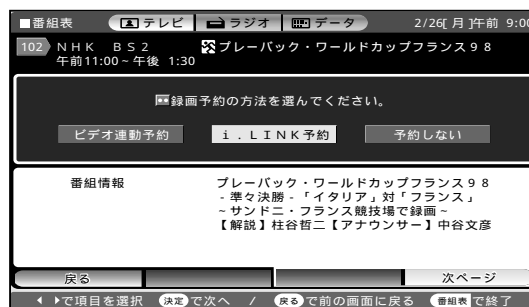 ■番組表 テレビ ラジオ データ 2/26[月]午前 9:00
102 NHK BS2 プレーバック・ワールドカップフランス98
午前11:00~午後 1:30
録画予約の方法を選んでください。
ビデオ連動予約 i.LINK予約 予約しない
番組情報 プレーバック・ワールドカップフランス98
-準々決勝-「イタリア」対「フランス」
~サンドニ・フランス競技場で録画~
【解説】柱谷哲二【アナウンサー】中谷文彦
戻る 次ページ
で項目を選択 決定で次へ / 戻るで前の画面に戻る 番組表で終了